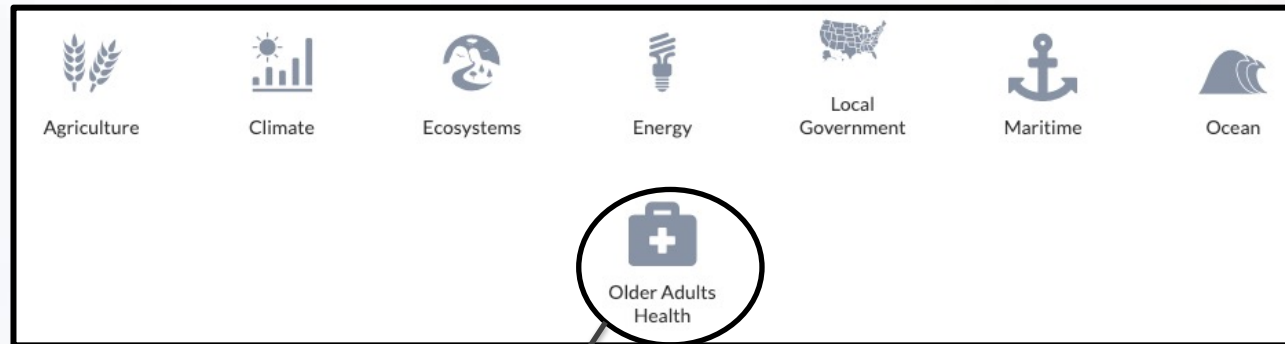 Agriculture
Climate
Ecosystems
Energy
Local
Government
Maritime
Ocean
Older Adults
Health